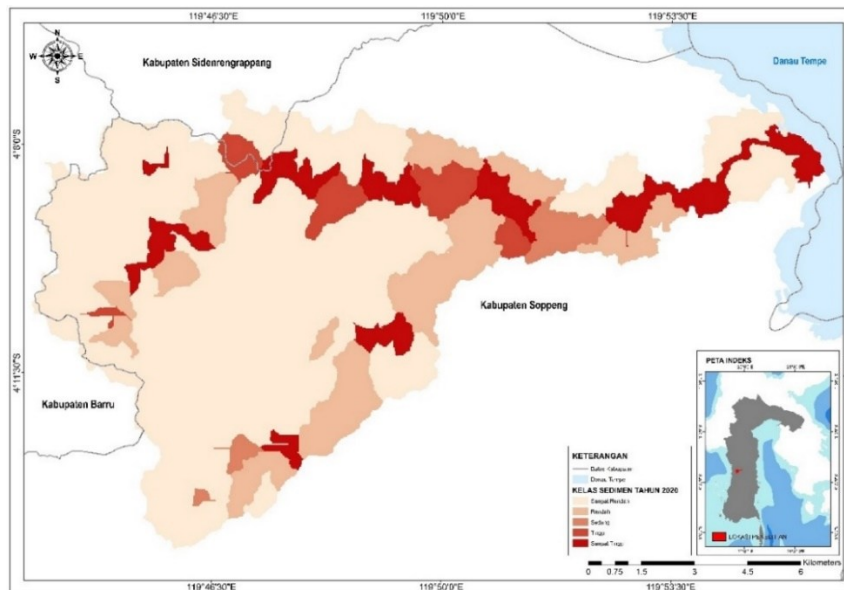 119°46'30"E
119°50'0"E
119°53'30"E
N
W
E
S
Kabupaten Sidenrengrappang
Danau Tempe
4°8'0"S
Kabupaten Soppeng
4°11'30"S
Kabupaten Barru
PETA INDEKS
KETERANGAN
Danau Tempe
KELAS SEDIMEN TAHUN 2020
Sangat Rendah
Rendah
Sedang
Tinggi
Sangat Tinggi
0 0.75 1.5 3 4.5 6
Kilometers
119°46'30"E
119°50'0"E
119°53'30"E